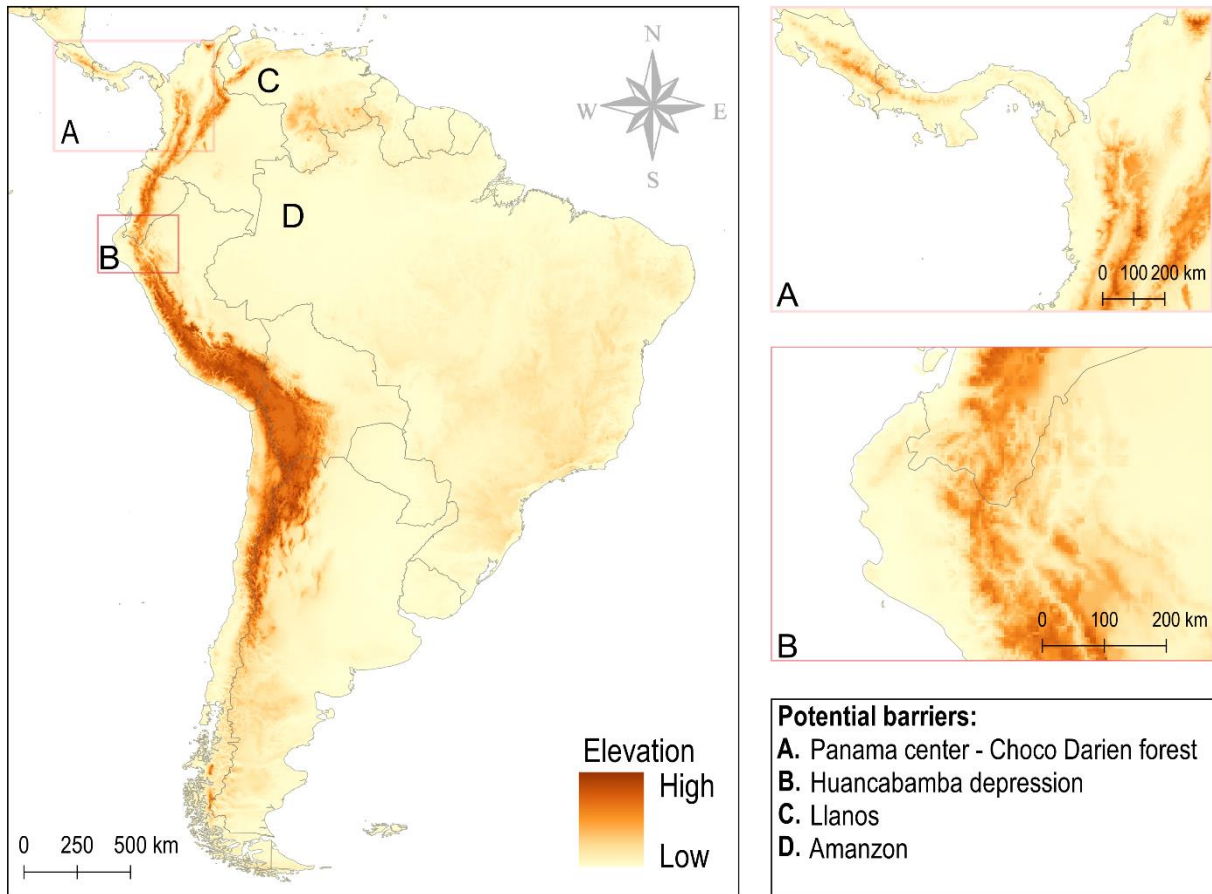 A
C
D
B
N
W E
S
Elevation
High
Low
0 250 500 km
0 100 200 km
A
0 100 200 km
B
Potential barriers:
A. Panama center - Choco Darien forest
B. Huancabamba depression
C. Llanos
D. Amanzon